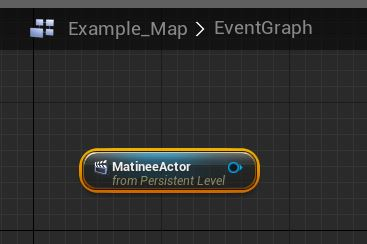 Example_Map > EventGraph
MatineeActor
from Persistent Level